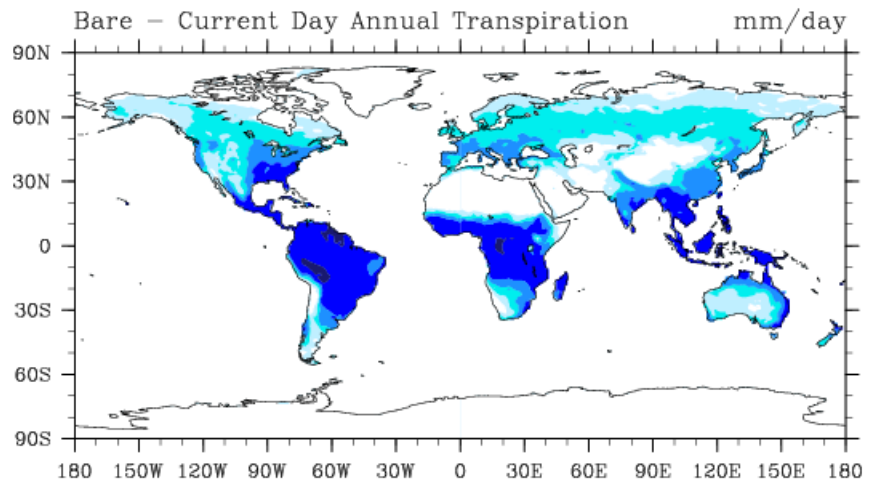 Bare – Current Day Annual Transpiration mm/day
90N
60N
30N
0
30S
60S
90S
180 150W 120W 90W 60W 30W 0 30E 60E 90E 120E 150E 180